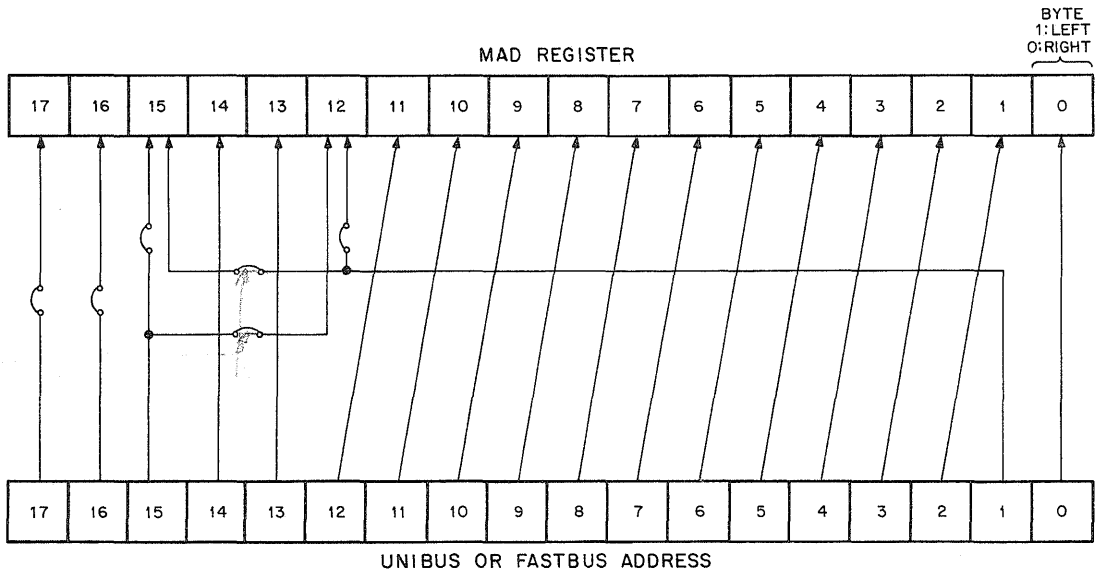 BYTE
1:LEFT
0:RIGHT
MAD REGISTER
17 16 15 14 13 12 11 10 9 8 7 6 5 4 3 2 1 0
17 16 15 14 13 12 11 10 9 8 7 6 5 4 3 2 1 0
UNIBUS OR FASTBUS ADDRESS